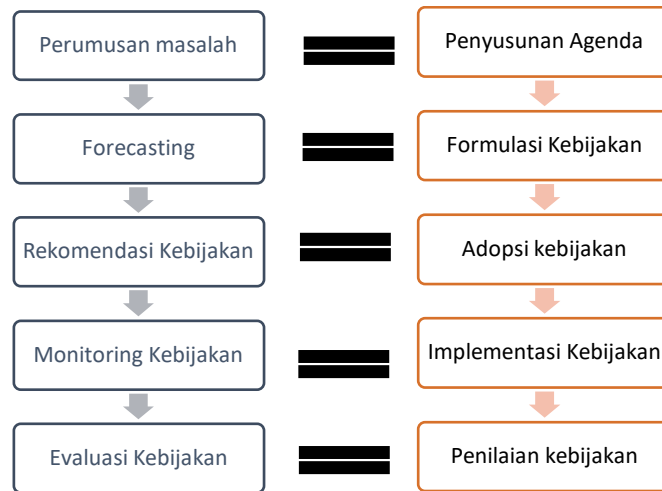 Perumusan masalah
Penyusunan Agenda
Forecasting
Formulasi Kebijakan
Rekomendasi Kebijakan
Adopsi kebijakan
Monitoring Kebijakan
Implementasi Kebijakan
Evaluasi Kebijakan
Penilaian kebijakan